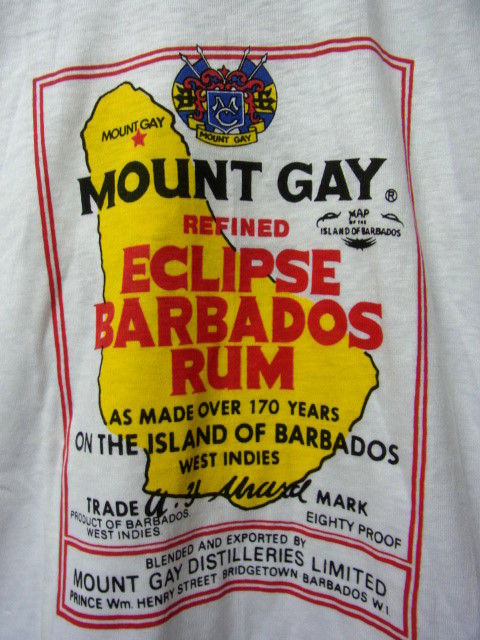 MC
MOUNT GAY
MOUNT GAY
MOUNT GAY ®
REFINED
MAP
OF THE
ISLAND OF BARBADOS
ECLIPSE
BARBADOS
RUM
AS MADE OVER 170 YEARS
ON THE ISLAND OF BARBADOS
WEST INDIES
TRADE MARK
PRODUCT OF BARBADOS
WEST INDIES
EIGHTY PROOF
BLENDED AND EXPORTED BY
MOUNT GAY DISTILLERIES LIMITED
PRINCE Wm. HENRY STREET BRIDGETOWN BARBADOS W.I.